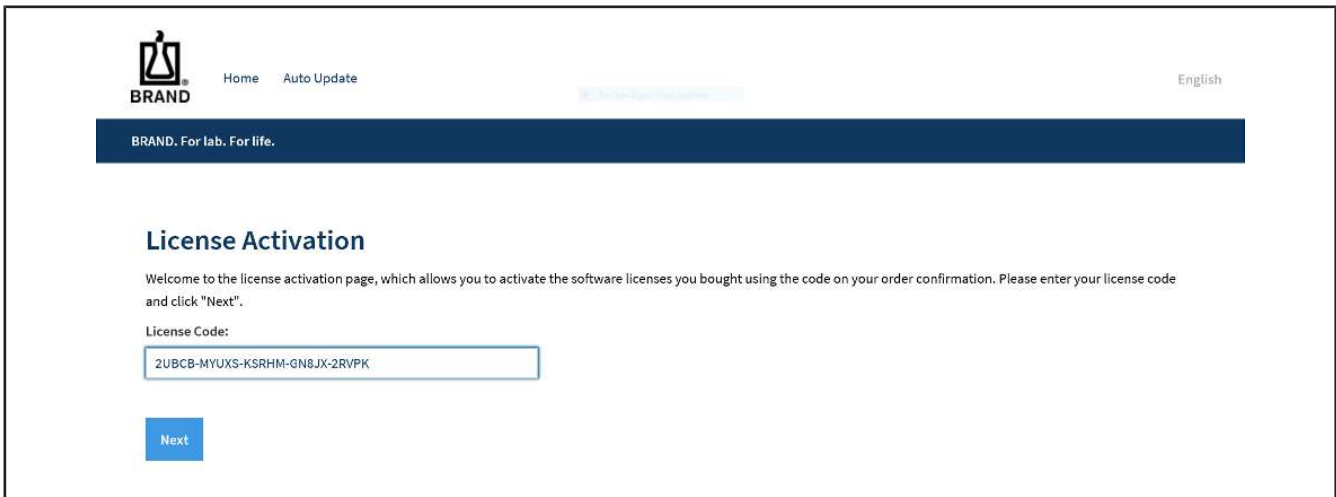 BRAND®
Home
Auto Update
English
BRAND. For lab. For life.
License Activation
Welcome to the license activation page, which allows you to activate the software licenses you bought using the code on your order confirmation. Please enter your license code
and click "Next".
License Code:
2UBCB-MYUXS-KSRHM-GN8JX-2RVPK
Next